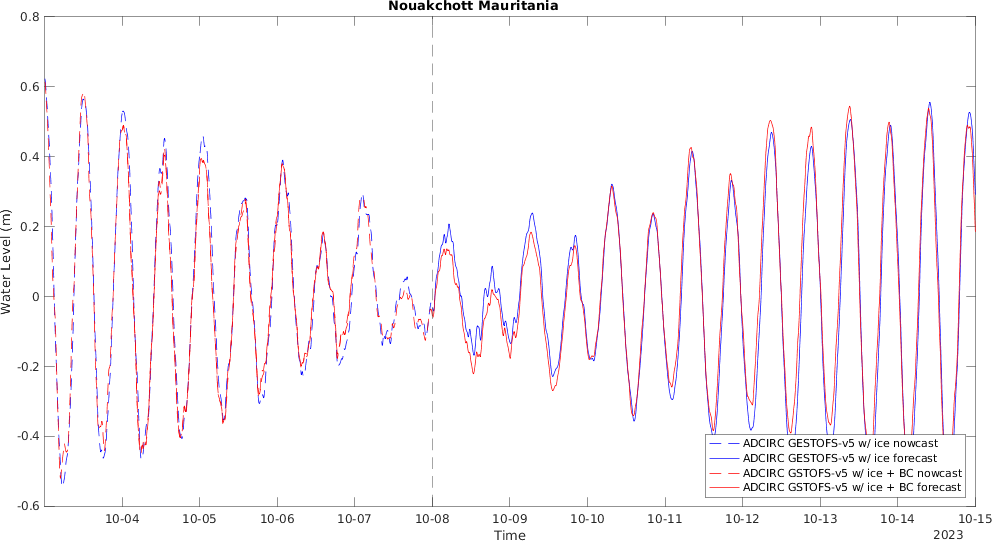 Nouakchott Mauritania
Water Level (m)
0.8
0.6
0.4
0.2
0
-0.2
-0.4
-0.6
ADCIRC GESTOFS-v5 w/ ice nowcast
ADCIRC GESTOFS-v5 w/ ice forecast
ADCIRC GSTOFS-v5 w/ ice + BC nowcast
ADCIRC GSTOFS-v5 w/ ice + BC forecast
10-04 10-05 10-06 10-07 10-08 10-09 10-10 10-11 10-12 10-13 10-14 10-15
Time
2023